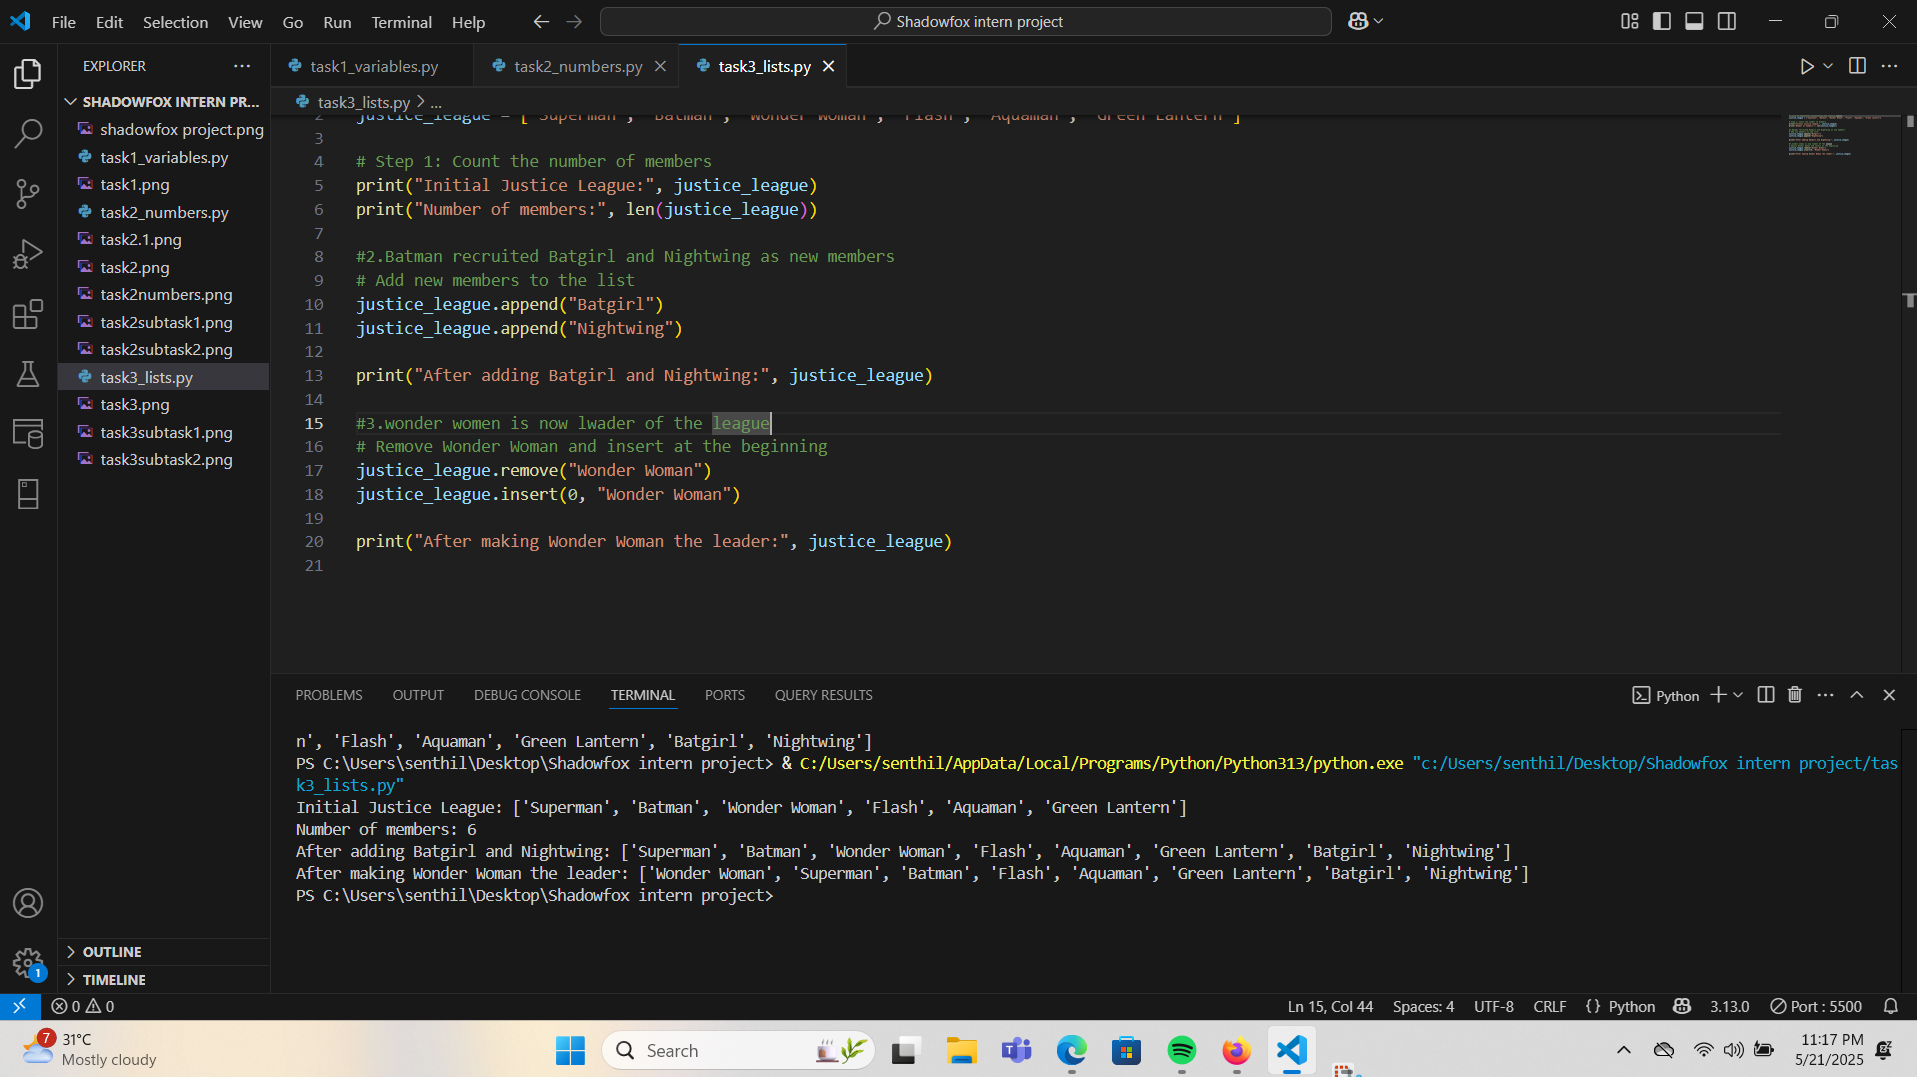 File Edit Selection View Go Run Terminal Help
Shadowfox intern project
EXPLORER
SHADOWFOX INTERN PR...
shadowfox project.png
task1_variables.py
task1.png
task2_numbers.py
task2.1.png
task2.png
task2numbers.png
task2subtask1.png
task2subtask2.png
task3_lists.py
task3.png
task3subtask1.png
task3subtask2.png
OUTLINE
TIMELINE
task1_variables.py task2_numbers.py task3_lists.py
task3_lists.py > ...
2 justice_league = ["Superman", "Batman", "Wonder Woman", "Flash", "Aquaman", "Green Lantern"]
3
4 # Step 1: Count the number of members
5 print("Initial Justice League:", justice_league)
6 print("Number of members:", len(justice_league))
7
8 #2.Batman recruited Batgirl and Nightwing as new members
9 # Add new members to the list
10 justice_league.append("Batgirl")
11 justice_league.append("Nightwing")
12
13 print("After adding Batgirl and Nightwing:", justice_league)
14
15 #3.wonder women is now lwader of the league
16 # Remove Wonder Woman and insert at the beginning
17 justice_league.remove("Wonder Woman")
18 justice_league.insert(0, "Wonder Woman")
19
20 print("After making Wonder Woman the leader:", justice_league)
21
PROBLEMS OUTPUT DEBUG CONSOLE TERMINAL PORTS QUERY RESULTS
Python
n', 'Flash', 'Aquaman', 'Green Lantern', 'Batgirl', 'Nightwing']
PS C:\Users\senthil\Desktop\Shadowfox intern project> & C:/Users/senthil/AppData/Local/Programs/Python/Python313/python.exe "c:/Users/senthil/Desktop/Shadowfox intern project/tas
k3_lists.py"
Initial Justice League: ['Superman', 'Batman', 'Wonder Woman', 'Flash', 'Aquaman', 'Green Lantern']
Number of members: 6
After adding Batgirl and Nightwing: ['Superman', 'Batman', 'Wonder Woman', 'Flash', 'Aquaman', 'Green Lantern', 'Batgirl', 'Nightwing']
After making Wonder Woman the leader: ['Wonder Woman', 'Superman', 'Batman', 'Flash', 'Aquaman', 'Green Lantern', 'Batgirl', 'Nightwing']
PS C:\Users\senthil\Desktop\Shadowfox intern project>
1
0 0
Ln 15, Col 44 Spaces: 4 UTF-8 CRLF {} Python 3.13.0 Port : 5500
7
31°C
Mostly cloudy
Search
11:17 PM
5/21/2025